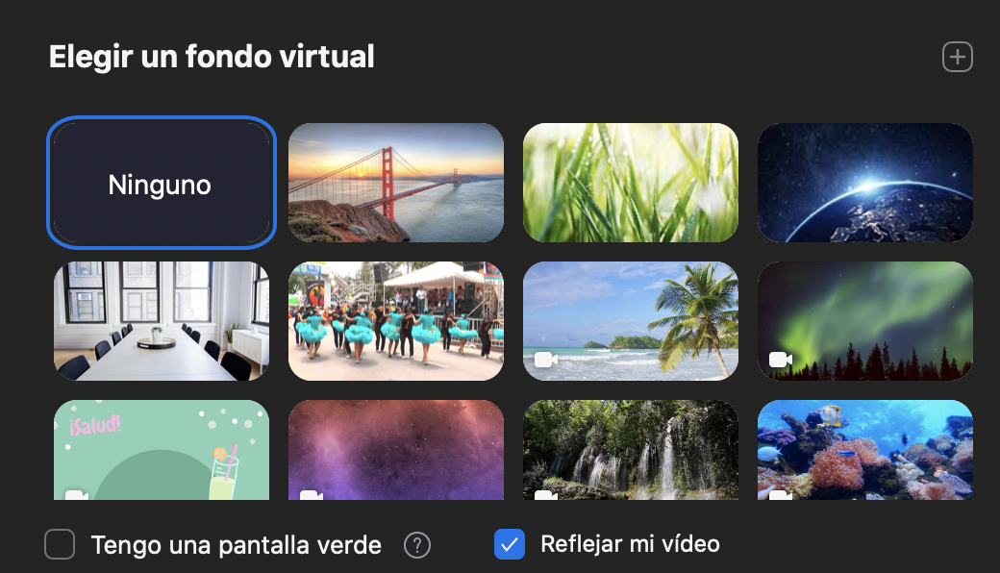 Elegir un fondo virtual
Ninguno
¡Salud!
Tengo una pantalla verde
?
Reflejar mi vídeo